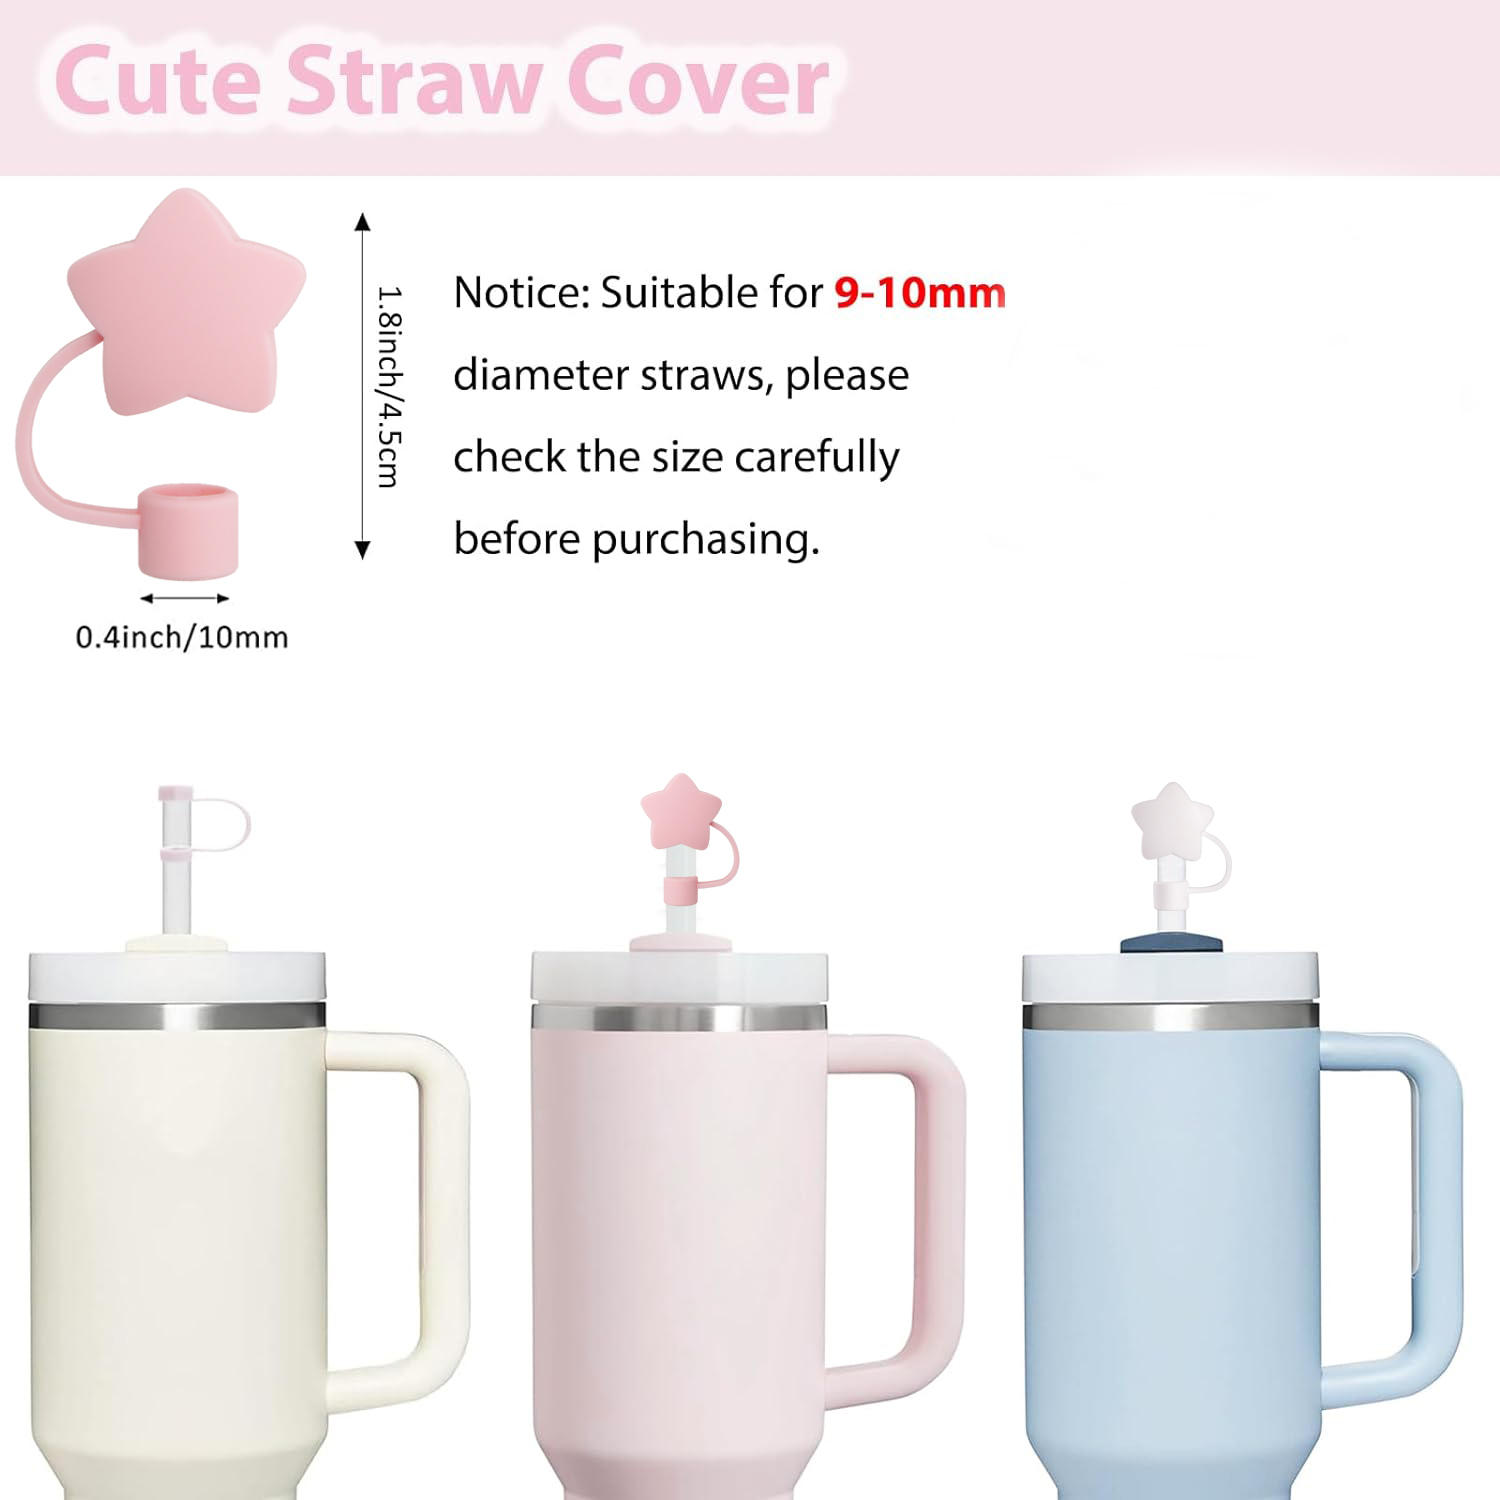 Cute Straw Cover
1.8inch/4.5cm
Notice: Suitable for 9-10mm
diameter straws, please
check the size carefully
before purchasing.
0.4inch/10mm